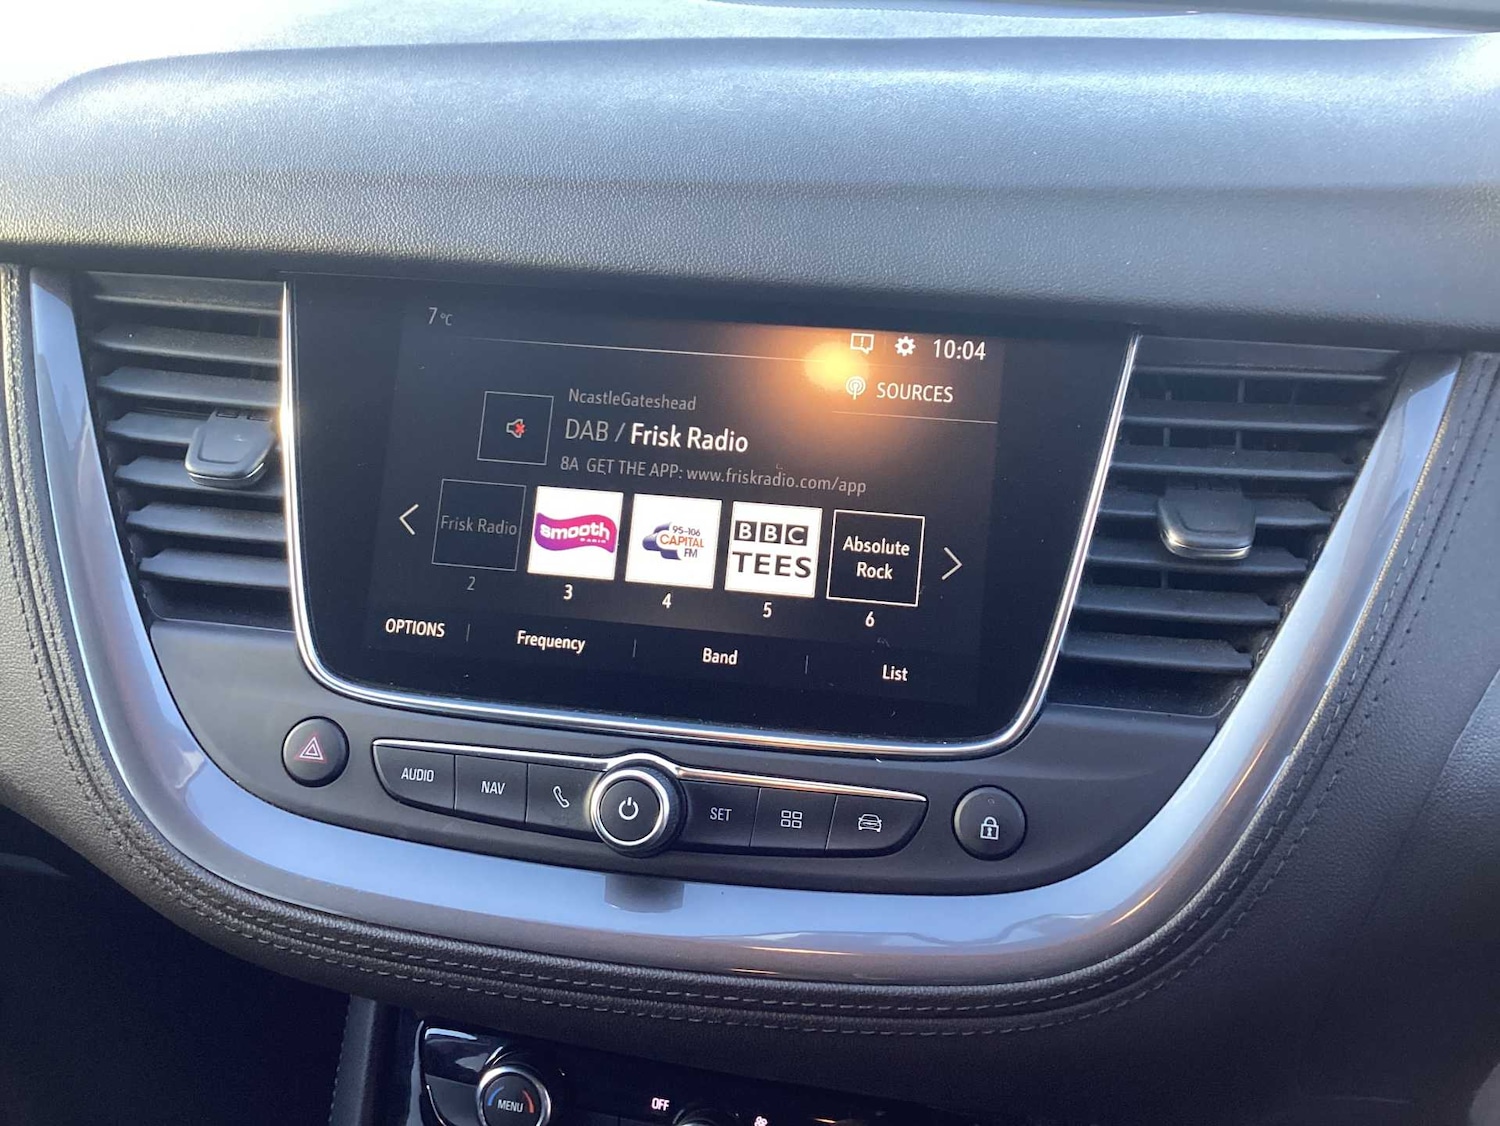 7 °C
10:04
SOURCES
NcastleGateshead
DAB / Frisk Radio
8A GET THE APP: www.friskradio.com/app
Frisk Radio
smooth
RADIO
95-106
CAPITAL
FM
BBC
TEES
Absolute
Rock
2
3
4
5
6
OPTIONS
Frequency
Band
List
AUDIO
NAV
SET
MENU
OFF